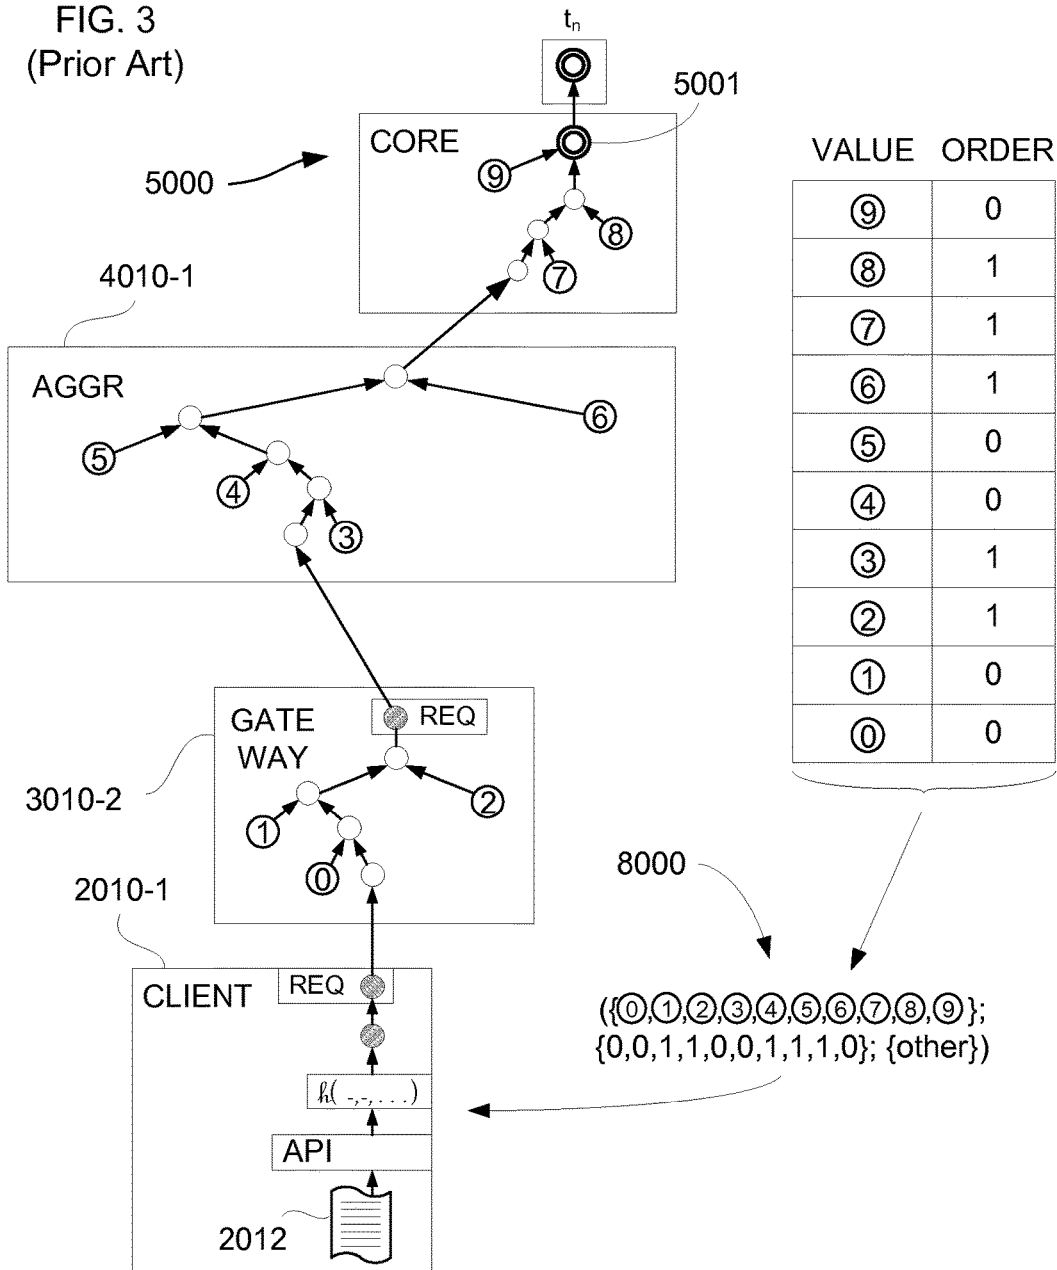 FIG. 3
(Prior Art)
tn
5001
CORE
5000
⑨
⑧
⑦
4010-1
AGGR
⑥
⑤
④
③
GATE
WAY
REQ
3010-2
②
①
⓪
2010-1
CLIENT
REQ
h( -,-, . . . )
API
2012
VALUE ORDER
⑨ 0
⑧ 1
⑦ 1
⑥ 1
⑤ 0
④ 0
③ 1
② 1
① 0
⓪ 0
8000
({⓪,①,②,③,④,⑤,⑥,⑦,⑧,⑨};
{0,0,1,1,0,0,1,1,1,0}; {other})